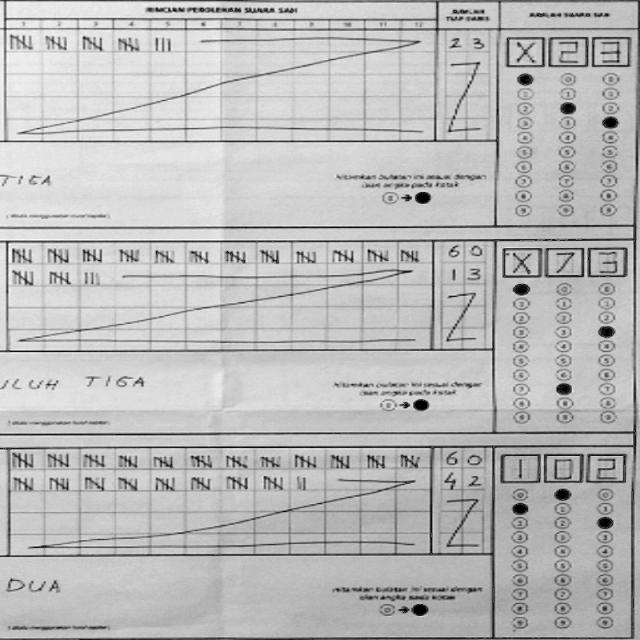 RINCIAN PEROLEHAN SUARA SAH
JUMLAH TIAP BARIS
JUMLAH SUARA SAH
1 2 3 4 5 6 7 8 9 10 11 12
23
X 2 3
TIGA
Hitamkan bulatan ini sesuai dengan
isian angka pada kotak
(ditulis menggunakan huruf kapital)
60
13
X 7 3
ULUH TIGA
Hitamkan bulatan ini sesuai dengan
isian angka pada kotak
(ditulis menggunakan huruf kapital)
60
42
1 0 2
DUA
Hitamkan bulatan ini sesuai dengan
isian angka pada kotak
(ditulis menggunakan huruf kapital)